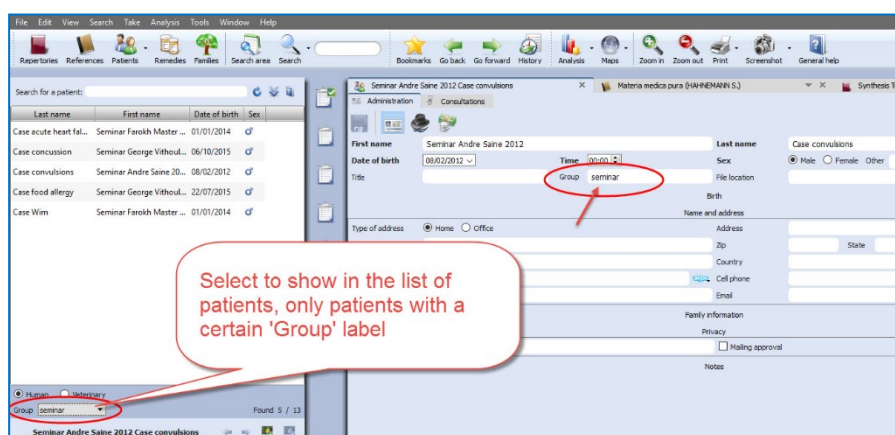 File Edit View Search Take Analysis Tools Window Help
Repertories References Patients Remedies Families Search area Search Bookmarks Go back Go forward History Analysis Maps Zoom in Zoom out Print Screenshot General help
Search for a patient:
Last name First name Date of birth Sex
Case acute heart fal... Seminar Farokh Master ... 01/01/2014
Case concussion Seminar George Vithoul... 06/10/2015
Case convulsions Seminar Andre Saine 20... 08/02/2012
Case food allergy Seminar George Vithoul... 22/07/2015
Case Wim Seminar Farokh Master ... 01/01/2014
Seminar Andre Saine 2012 Case convulsions Materia medica pura (HAHNEMANN S.) Synthesis T
Administration Consultations
First name Seminar Andre Saine 2012 Last name Case convulsions
Date of birth 08/02/2012 Time 00:00 Sex Male Female Other
Title Group seminar File location
Birth
Name and address
Type of address Home Office Address
Zip State
Country
Cell phone
Email
Family information
Privacy
Mailing approval
Notes
Select to show in the list of
patients, only patients with a
certain 'Group' label
Human Veterinary
Group seminar Found 5 / 13
Seminar Andre Saine 2012 Case convulsions